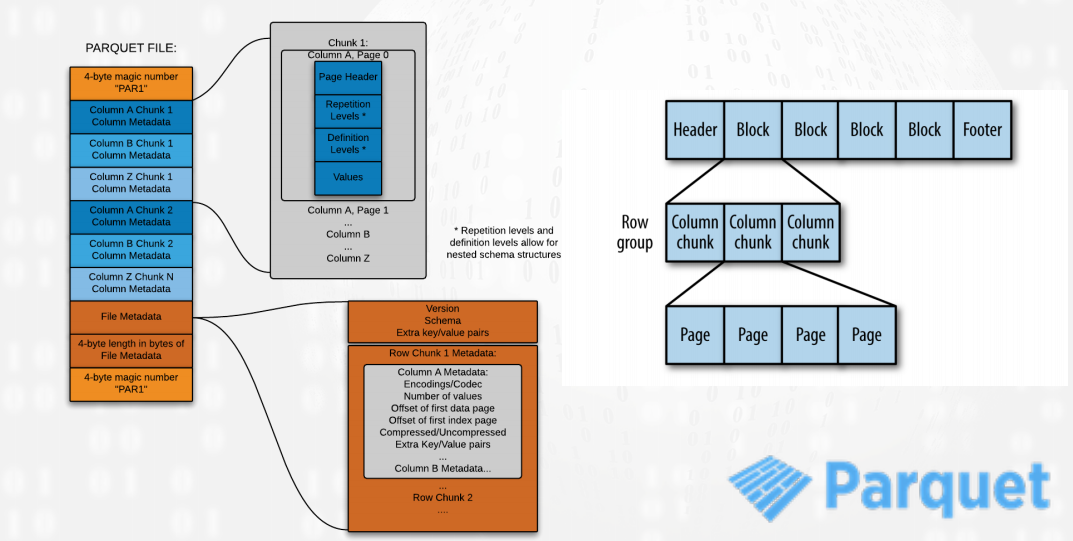 PARQUET FILE:
4-byte magic number
"PAR1"
Column A Chunk 1
Column Metadata
Column B Chunk 1
Column Metadata
Column Z Chunk 1
Column Metadata
Column A Chunk 2
Column Metadata
Column B Chunk 2
Column Metadata
Column Z Chunk N
Column Metadata
File Metadata
4-byte length in bytes of
File Metadata
4-byte magic number
"PAR1"
Chunk 1:
Column A, Page 0
Page Header
Repetition
Levels *
Definition
Levels *
Values
Column A, Page 1
...
Column B
...
Column Z
* Repetition levels and
definition levels allow for
nested schema structures
Version
Schema
Extra key/value pairs
Row Chunk 1 Metadata:
Column A Metadata:
Encodings/Codec
Number of values
Offset of first data page
Offset of first index page
Compressed/Uncompressed
Extra Key/Value pairs
...
Column B Metadata...
...
Row Chunk 2
....
Header Block Block Block Block Footer
Row
group
Column
chunk
Column
chunk
Column
chunk
Page Page Page Page
Parquet